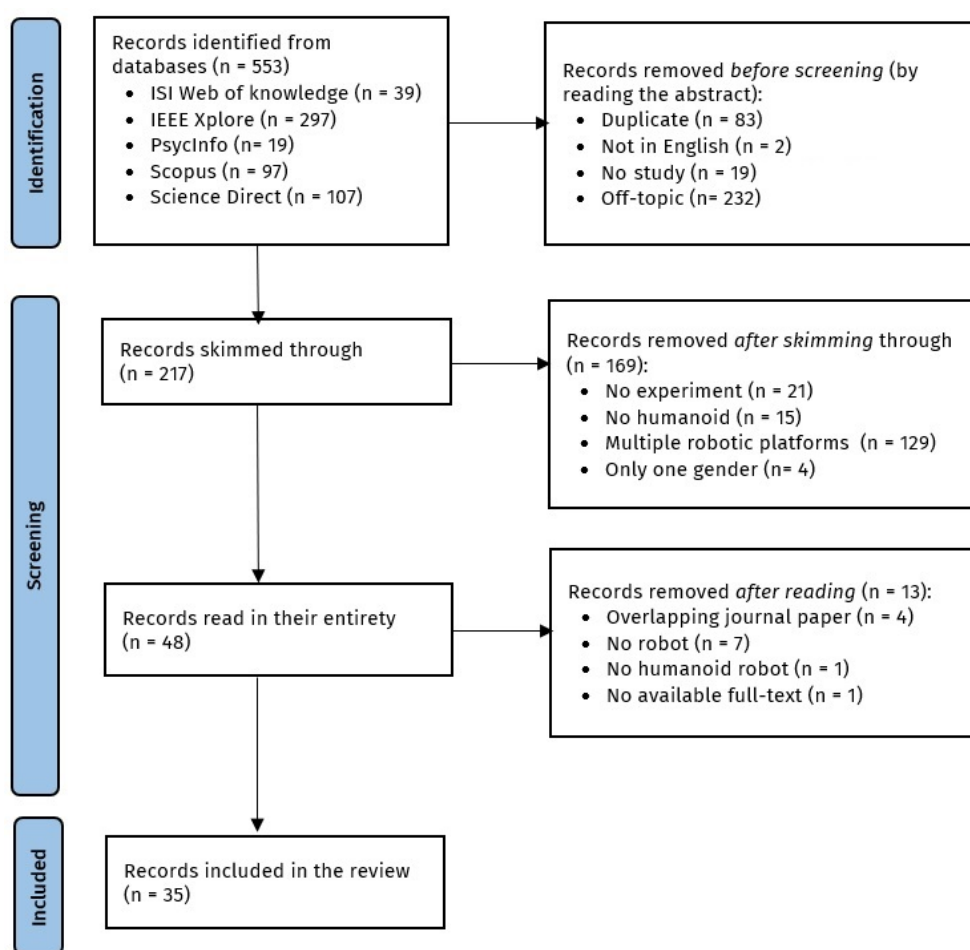 Identification
Records identified from
databases (n = 553)
• ISI Web of knowledge (n = 39)
• IEEE Xplore (n = 297)
• PsycInfo (n= 19)
• Scopus (n = 97)
• Science Direct (n = 107)
Records removed before screening (by
reading the abstract):
• Duplicate (n = 83)
• Not in English (n = 2)
• No study (n = 19)
• Off-topic (n= 232)
Screening
Records skimmed through
(n = 217)
Records removed after skimming through
(n = 169):
• No experiment (n = 21)
• No humanoid (n = 15)
• Multiple robotic platforms (n = 129)
• Only one gender (n= 4)
Records read in their entirety
(n = 48)
Records removed after reading (n = 13):
• Overlapping journal paper (n = 4)
• No robot (n = 7)
• No humanoid robot (n = 1)
• No available full-text (n = 1)
Included
Records included in the review
(n = 35)